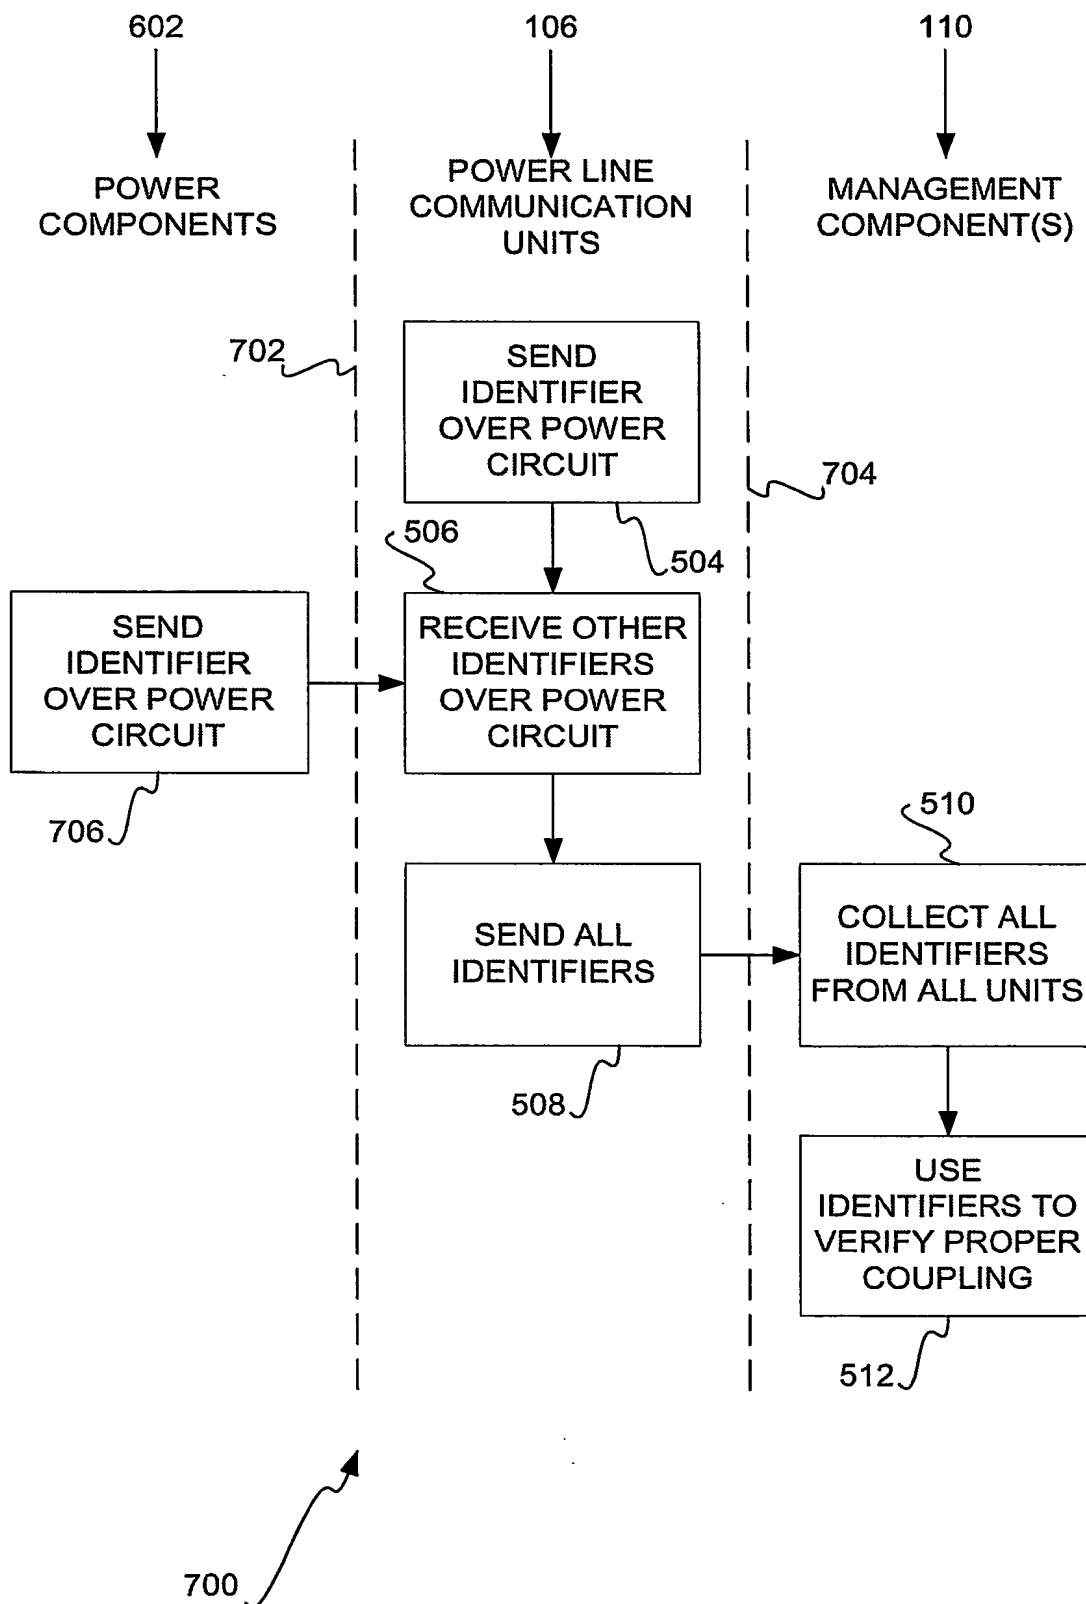 602
106
110
POWER
COMPONENTS
POWER LINE
COMMUNICATION
UNITS
MANAGEMENT
COMPONENT(S)
702
SEND
IDENTIFIER
OVER POWER
CIRCUIT
704
506
504
SEND
IDENTIFIER
OVER POWER
CIRCUIT
RECEIVE OTHER
IDENTIFIERS
OVER POWER
CIRCUIT
706
510
SEND ALL
IDENTIFIERS
COLLECT ALL
IDENTIFIERS
FROM ALL UNITS
508
USE
IDENTIFIERS TO
VERIFY PROPER
COUPLING
512
700